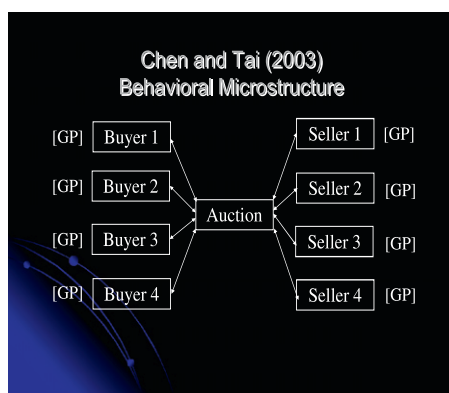 Chen and Tai (2003)
Behavioral Microstructure
[GP] Buyer 1
Seller 1 [GP]
[GP] Buyer 2
Seller 2 [GP]
Auction
[GP] Buyer 3
Seller 3 [GP]
[GP] Buyer 4
Seller 4 [GP]